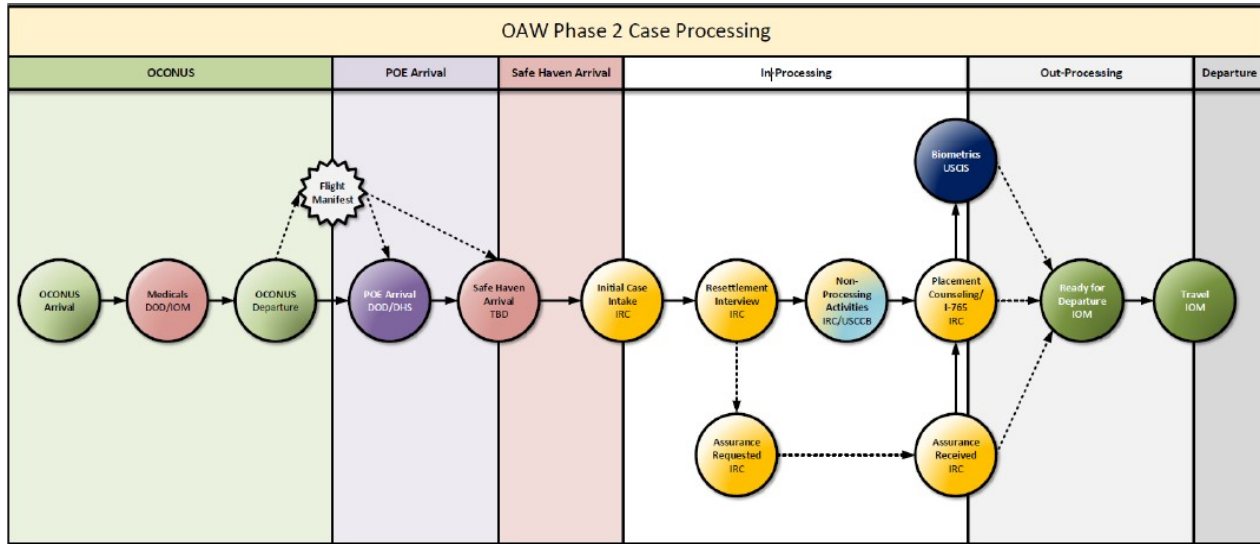 OAW Phase 2 Case Processing
OCONUS
POE Arrival
Safe Haven Arrival
In-Processing
Out-Processing
Departure
Biometrics
USCIS
Flight
Manifest
OCONUS
Arrival
Medicals
DOD/IOM
OCONUS
Departure
POE Arrival
DOD/DHS
Safe Haven
Arrival
TBD
Initial Case
Intake
IRC
Resettlement
Interview
IRC
Non-
Processing
Activities
IRC/USCCB
Placement
Counseling/
I-765
IRC
Ready for
Departure
IOM
Travel
IOM
Assurance
Requested
IRC
Assurance
Received
IRC